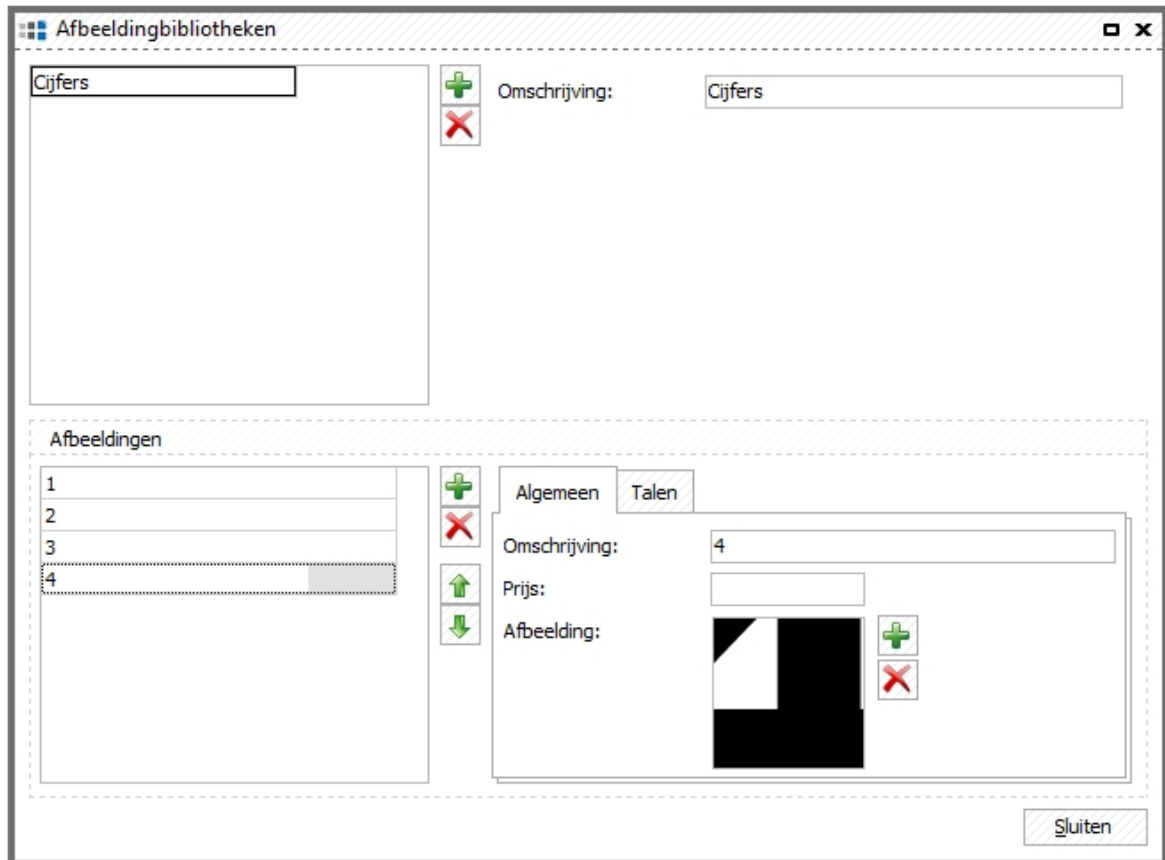 Afbeeldingbibliotheken
Cijfers
Omschrijving: Cijfers
Afbeeldingen
1
2
3
4
Algemeen Talen
Omschrijving: 4
Prijs:
Afbeelding:
Sluiten